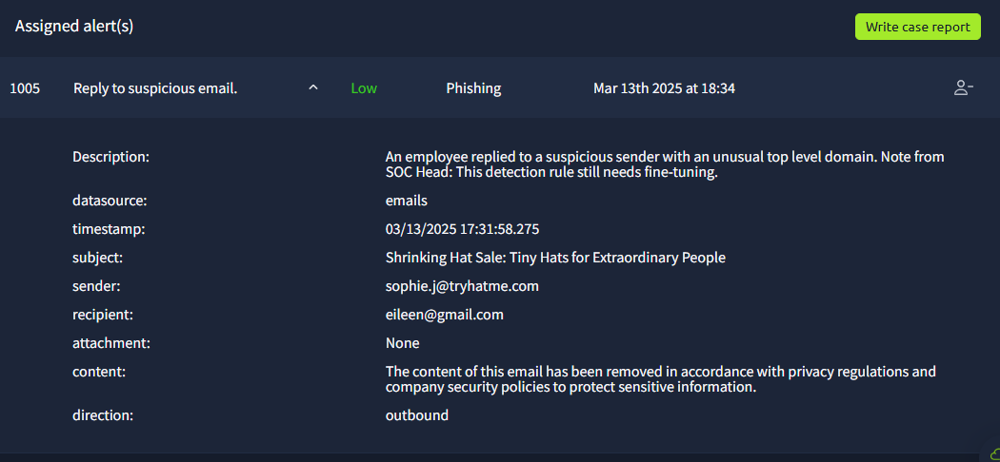 Assigned alert(s)
Write case report
1005 Reply to suspicious email. Low Phishing Mar 13th 2025 at 18:34
Description: An employee replied to a suspicious sender with an unusual top level domain. Note from
SOC Head: This detection rule still needs fine-tuning.
datasource: emails
timestamp: 03/13/2025 17:31:58.275
subject: Shrinking Hat Sale: Tiny Hats for Extraordinary People
sender: sophie.j@tryhatme.com
recipient: eileen@gmail.com
attachment: None
content: The content of this email has been removed in accordance with privacy regulations and
company security policies to protect sensitive information.
direction: outbound